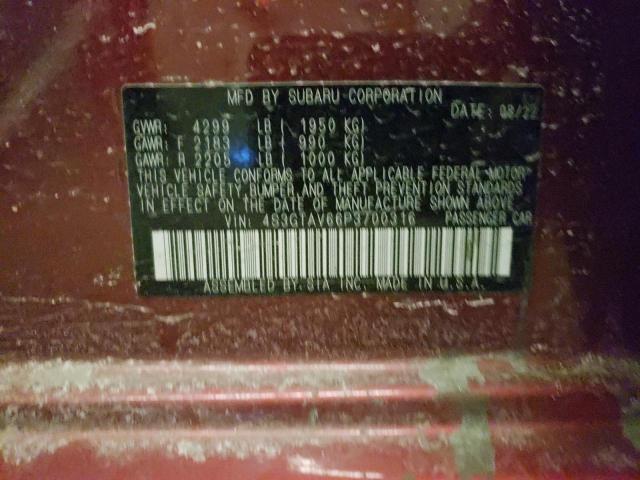 MFD BY SUBARU CORPORATION
DATE: 08/22
GVWR: 4299 LB ( 1950 KG)
GAWR: F 2183 LB ( 990 KG)
GAWR: R 2205 LB ( 1000 KG)
THIS VEHICLE CONFORMS TO ALL APPLICABLE FEDERAL MOTOR
VEHICLE SAFETY BUMPER AND THEFT PREVENTION STANDARDS
IN EFFECT ON THE DATE OF MANUFACTURE SHOWN ABOVE
VIN: 4S3GTAV66P3700316 PASSENGER CAR
ASSEMBLED BY SIA INC. MADE IN U.S.A.